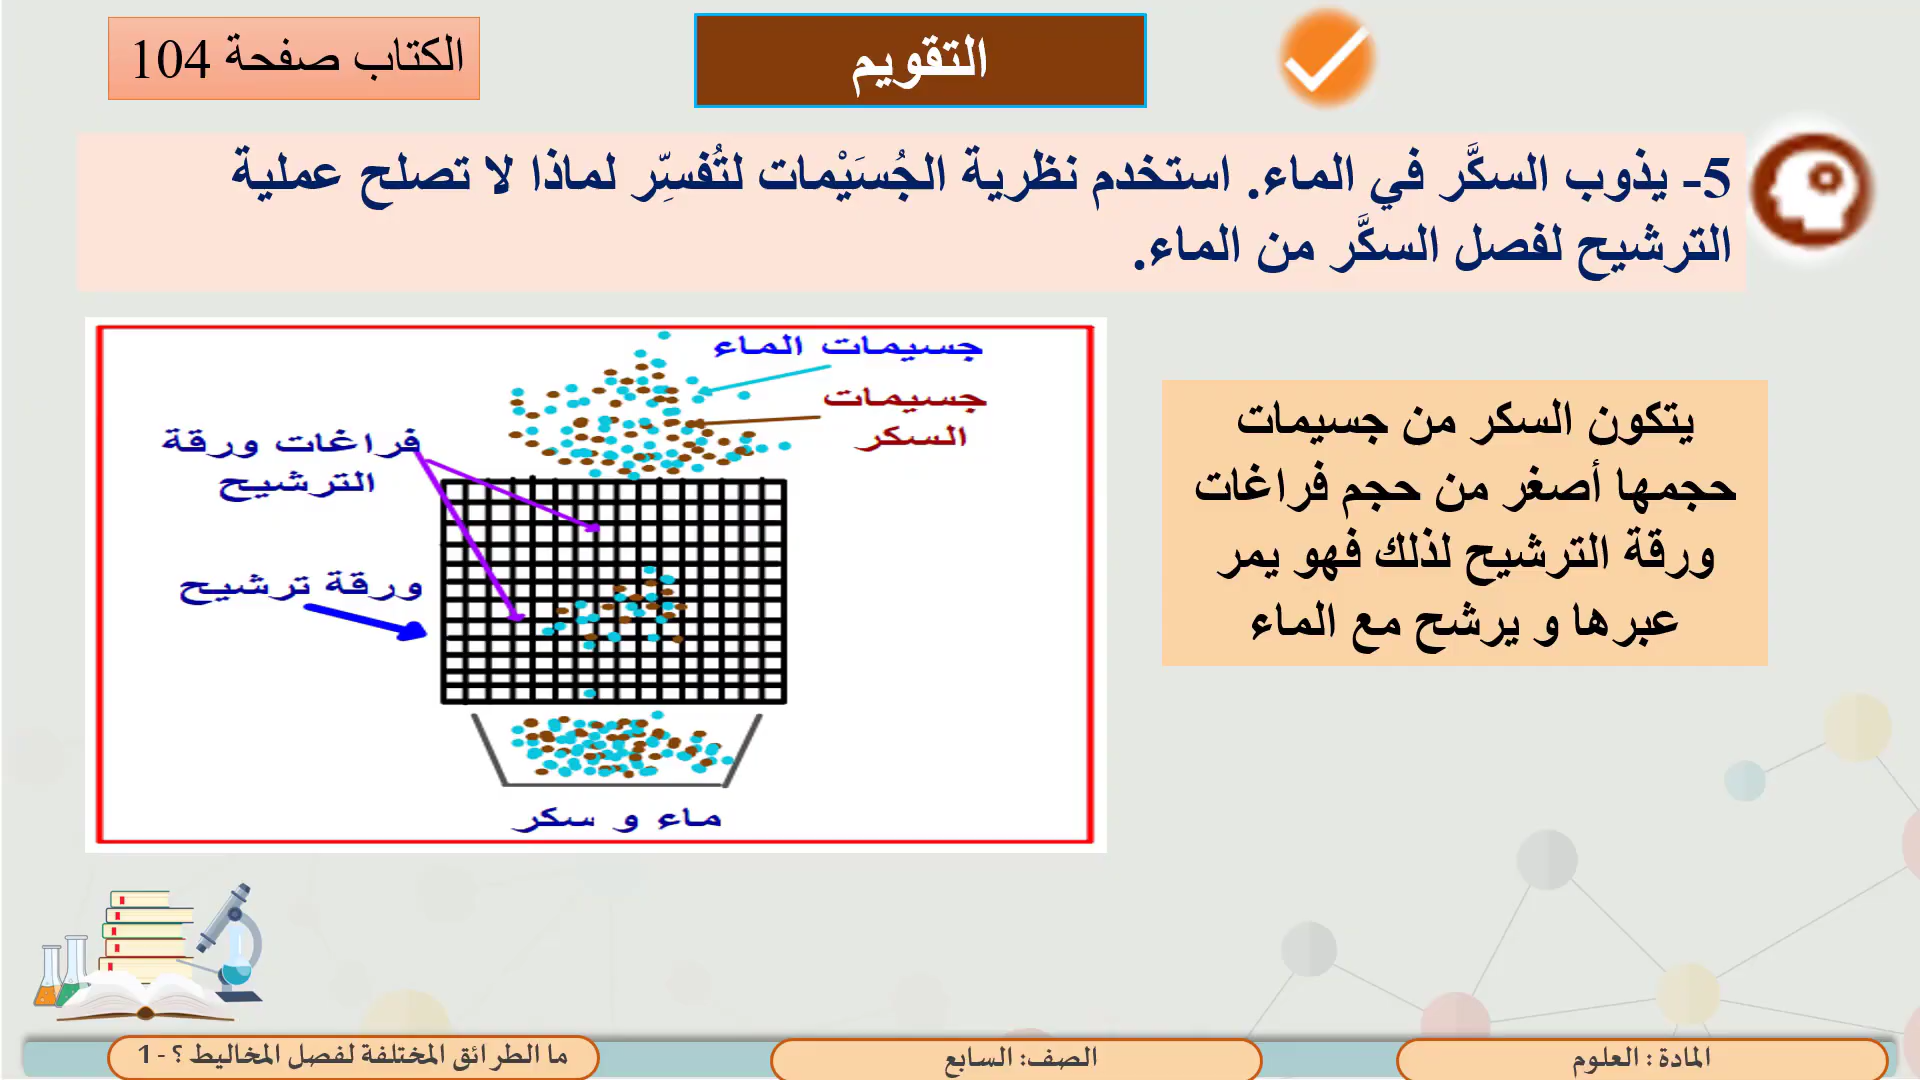 التقويم
الكتاب صفحة 104
5- يذوب السكَّر في الماء. استخدم نظرية الجُسَيْمات لتُفسِّر لماذا لا تصلح عملية
الترشيح لفصل السكَّر من الماء.
يتكون السكر من جسيمات
حجمها أصغر من حجم فراغات
ورقة الترشيح لذلك فهو يمر
عبرها و يرشح مع الماء
جسيمات الماء
جسيمات
السكر
فراغات ورقة
الترشيح
ورقة ترشيح
ماء و سكر
المادة : العلوم
الصف: السابع
ما الطرائق المختلفة لفصل المخاليط ؟ - 1